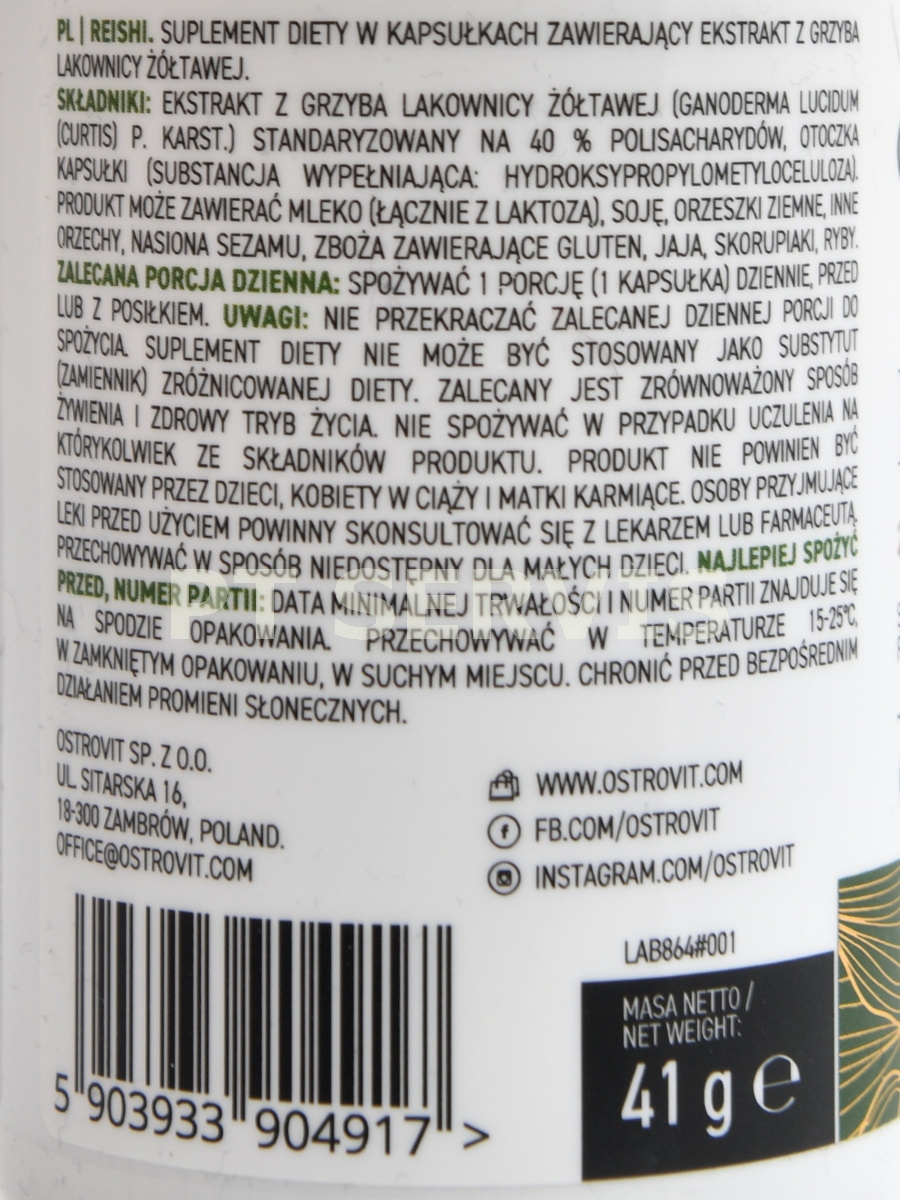 PL | REISHI. SUPLEMENT DIETY W KAPSUŁKACH ZAWIERAJĄCY EKSTRAKT Z GRZYBA
LAKOWNICY ŻÓŁTAWEJ.
SKŁADNIKI: EKSTRAKT Z GRZYBA LAKOWNICY ŻÓŁTAWEJ (GANODERMA LUCIDUM
(CURTIS) P. KARST.) STANDARYZOWANY NA 40 % POLISACHARYDÓW, OTOCZKA
KAPSUŁKI (SUBSTANCJA WYPEŁNIAJĄCA: HYDROKSYPROPYLOMETYLOCELULOZA).
PRODUKT MOŻE ZAWIERAĆ MLEKO (ŁĄCZNIE Z LAKTOZĄ), SOJĘ, ORZESZKI ZIEMNE, INNE
ORZECHY, NASIONA SEZAMU, ZBOŻA ZAWIERAJĄCE GLUTEN, JAJA, SKORUPIAKI, RYBY.
ZALECANA PORCJA DZIENNA: SPOŻYWAĆ 1 PORCJĘ (1 KAPSUŁKA) DZIENNIE, PRZED
LUB Z POSIŁKIEM. UWAGI: NIE PRZEKRACZAĆ ZALECANEJ DZIENNEJ PORCJI DO
SPOŻYCIA. SUPLEMENT DIETY NIE MOŻE BYĆ STOSOWANY JAKO SUBSTYTUT
(ZAMIENNIK) ZRÓŻNICOWANEJ DIETY. ZALECANY JEST ZRÓWNOWAŻONY SPOSÓB
ŻYWIENIA I ZDROWY TRYB ŻYCIA. NIE SPOŻYWAĆ W PRZYPADKU UCZULENIA NA
KTÓRYKOLWIEK ZE SKŁADNIKÓW PRODUKTU. PRODUKT NIE POWINIEN BYĆ
STOSOWANY PRZEZ DZIECI, KOBIETY W CIĄŻY I MATKI KARMIĄCE. OSOBY PRZYJMUJĄCE
LEKI PRZED UŻYCIEM POWINNY SKONSULTOWAĆ SIĘ Z LEKARZEM LUB FARMACEUTĄ.
PRZECHOWYWAĆ W SPOSÓB NIEDOSTĘPNY DLA MAŁYCH DZIECI. NAJLEPIEJ SPOŻYĆ
PRZED, NUMER PARTII: DATA MINIMALNEJ TRWAŁOŚCI I NUMER PARTII ZNAJDUJE SIĘ
NA SPODZIE OPAKOWANIA. PRZECHOWYWAĆ W TEMPERATURZE 15-25°C,
W ZAMKNIĘTYM OPAKOWANIU, W SUCHYM MIEJSCU. CHRONIĆ PRZED BEZPOŚREDNIM
DZIAŁANIEM PROMIENI SŁONECZNYCH.
PT SERVIS
OSTROVIT SP. Z O.O.
UL. SITARSKA 16,
18-300 ZAMBRÓW, POLAND.
OFFICE@OSTROVIT.COM
WWW.OSTROVIT.COM
FB.COM/OSTROVIT
INSTAGRAM.COM/OSTROVIT
LAB864#001
MASA NETTO /
NET WEIGHT:
41 g e
5 903933 904917 >